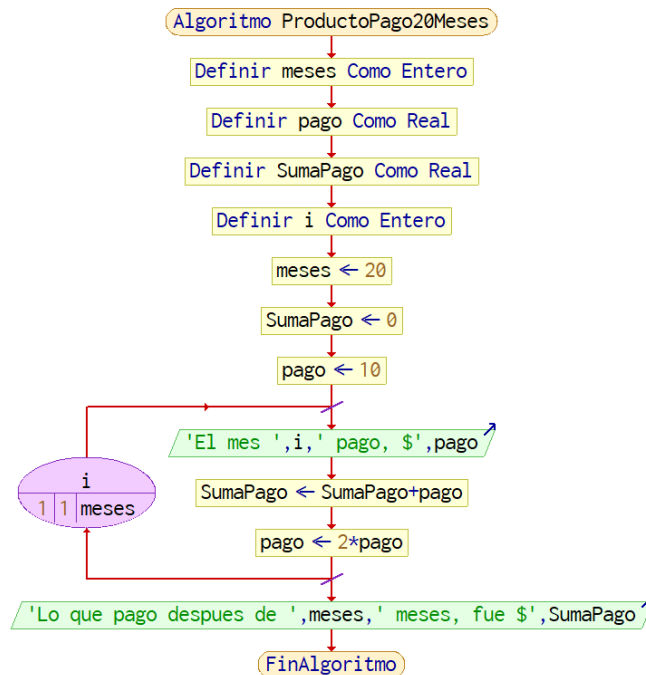 Algoritmo ProductoPago20Meses
Definir meses Como Entero
Definir pago Como Real
Definir SumaPago Como Real
Definir i Como Entero
meses ← 20
SumaPago ← 0
pago ← 10
'El mes ',i,' pago, $',pago
i
1 1 meses
SumaPago ← SumaPago+pago
pago ← 2*pago
'Lo que pago despues de ',meses,' meses, fue $',SumaPago
FinAlgoritmo